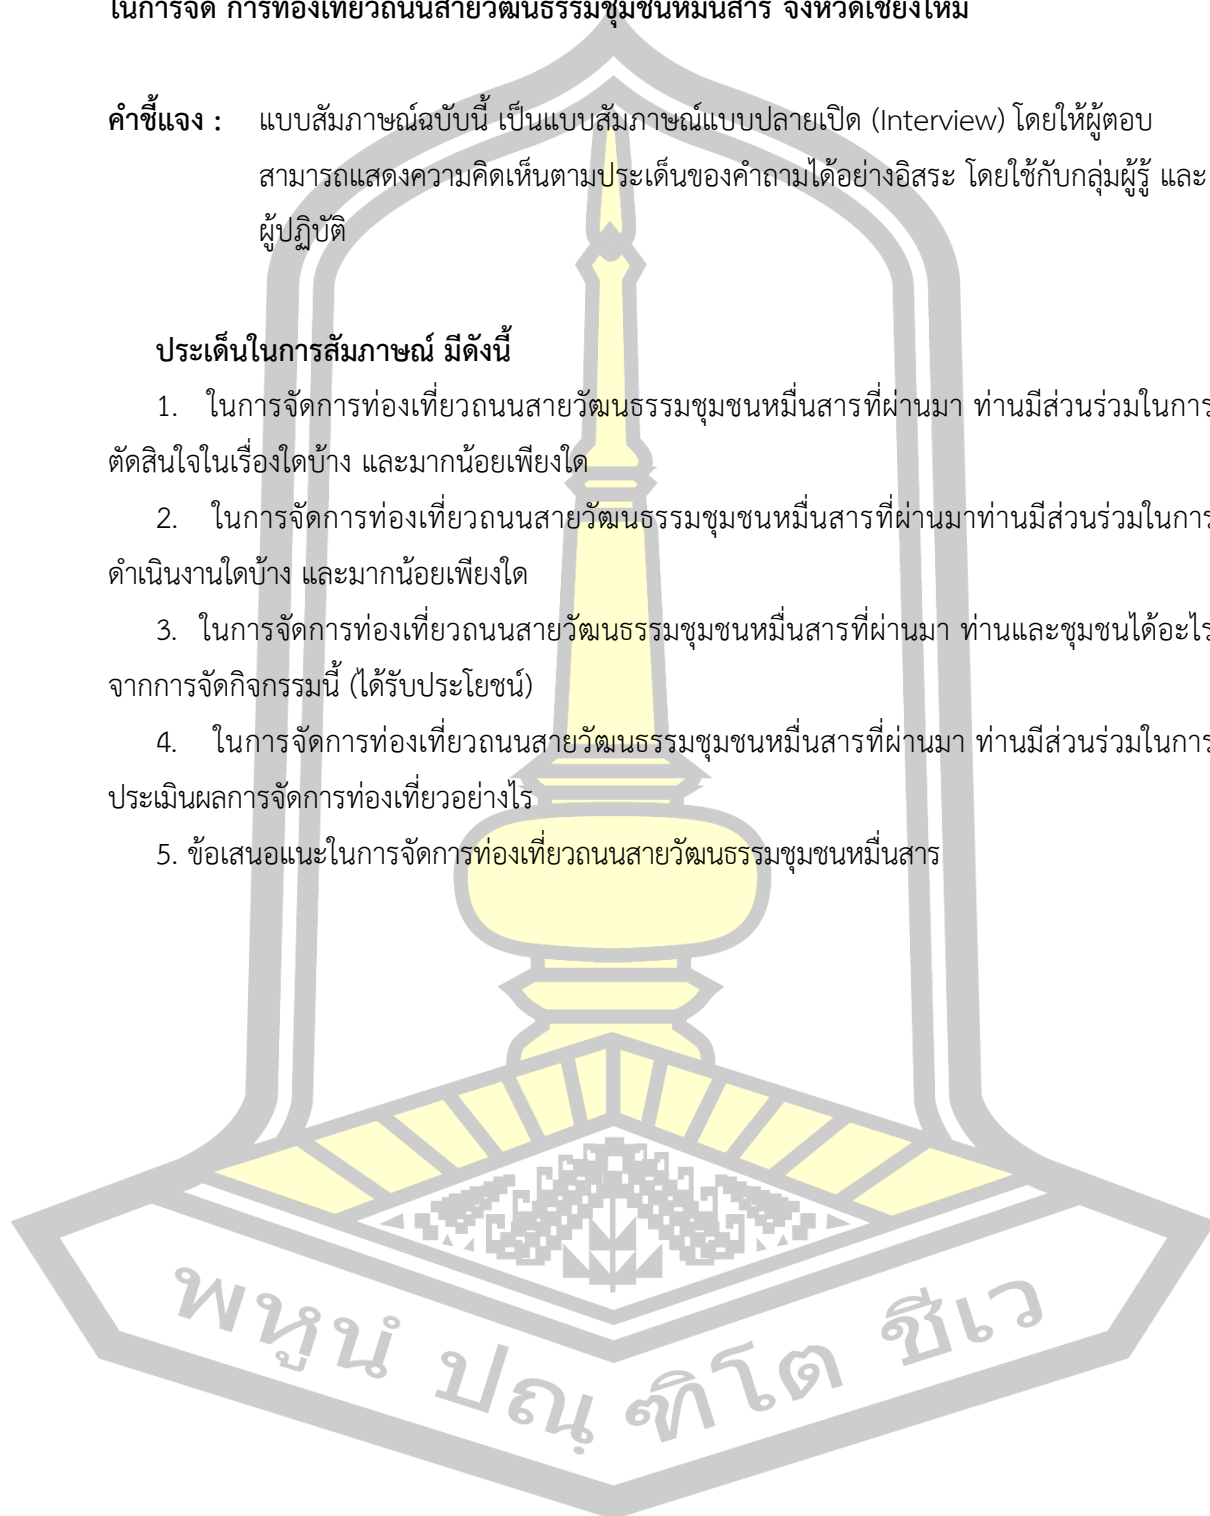 ในการจัด การท่องเที่ยวถนนสายวัฒนธรรมชุมชนหมื่นสาร จังหวัดเชียงใหม่
คำชี้แจง : แบบสัมภาษณ์ฉบับนี้ เป็นแบบสัมภาษณ์แบบปลายเปิด (Interview) โดยให้ผู้ตอบ
สามารถแสดงความคิดเห็นตามประเด็นของคำถามได้อย่างอิสระ โดยใช้กับกลุ่มผู้รู้ และ
ผู้ปฏิบัติ
ประเด็นในการสัมภาษณ์ มีดังนี้
1. ในการจัดการท่องเที่ยวถนนสายวัฒนธรรมชุมชนหมื่นสารที่ผ่านมา ท่านมีส่วนร่วมในการ
ตัดสินใจในเรื่องใดบ้าง และมากน้อยเพียงใด
2. ในการจัดการท่องเที่ยวถนนสายวัฒนธรรมชุมชนหมื่นสารที่ผ่านมาท่านมีส่วนร่วมในการ
ดำเนินงานใดบ้าง และมากน้อยเพียงใด
3. ในการจัดการท่องเที่ยวถนนสายวัฒนธรรมชุมชนหมื่นสารที่ผ่านมา ท่านและชุมชนได้อะไร
จากการจัดกิจกรรมนี้ (ได้รับประโยชน์)
4. ในการจัดการท่องเที่ยวถนนสายวัฒนธรรมชุมชนหมื่นสารที่ผ่านมา ท่านมีส่วนร่วมในการ
ประเมินผลการจัดการท่องเที่ยวอย่างไร
5. ข้อเสนอแนะในการจัดการท่องเที่ยวถนนสายวัฒนธรรมชุมชนหมื่นสาร
พหูนํ ปณฺฑิโต ชีเว